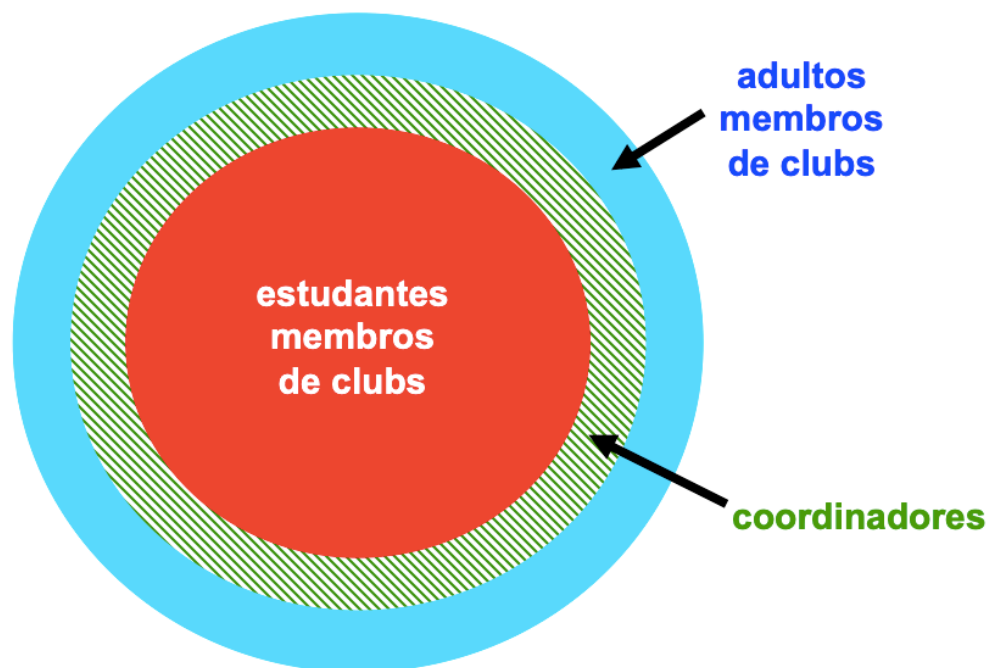 adultos
membros
de clubs
estudantes
membros
de clubs
coordinadores